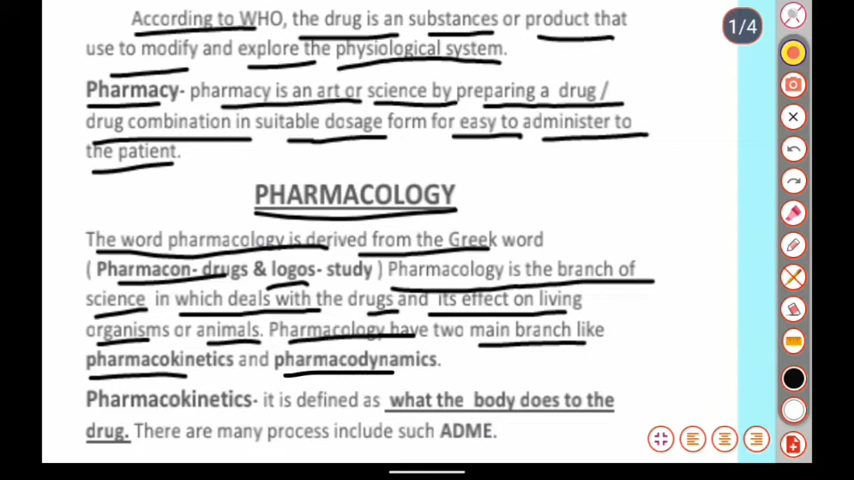 According to WHO, the drug is an substances or product that
1/4
use to modify and explore the physiological system.
Pharmacy- pharmacy is an art or science by preparing a drug /
drug combination in suitable dosage form for easy to administer to
the patient.
PHARMACOLOGY
The word pharmacology is derived from the Greek word
( Pharmacon- drugs & logos- study ) Pharmacology is the branch of
science in which deals with the drugs and its effect on living
organisms or animals. Pharmacology have two main branch like
pharmacokinetics and pharmacodynamics.
Pharmacokinetics- it is defined as what the body does to the
drug. There are many process include such ADME.